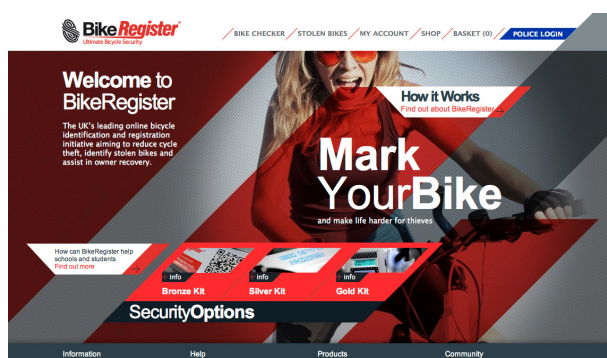 BikeRegister
Ultimate Bicycle Security
BIKE CHECKER
STOLEN BIKES
MY ACCOUNT
SHOP
BASKET (0)
POLICE LOGIN
Welcome to
BikeRegister
The UK's leading online bicycle
identification and registration
initiative aiming to reduce cycle
theft, identify stolen bikes and
assist in owner recovery.
How it Works
Find out about BikeRegister
Mark
YourBike
and make life harder for thieves
How can BikeRegister help
schools and students
Find out more
info
info
info
Bronze Kit
Silver Kit
Gold Kit
SecurityOptions
Information
Help
Products
Community